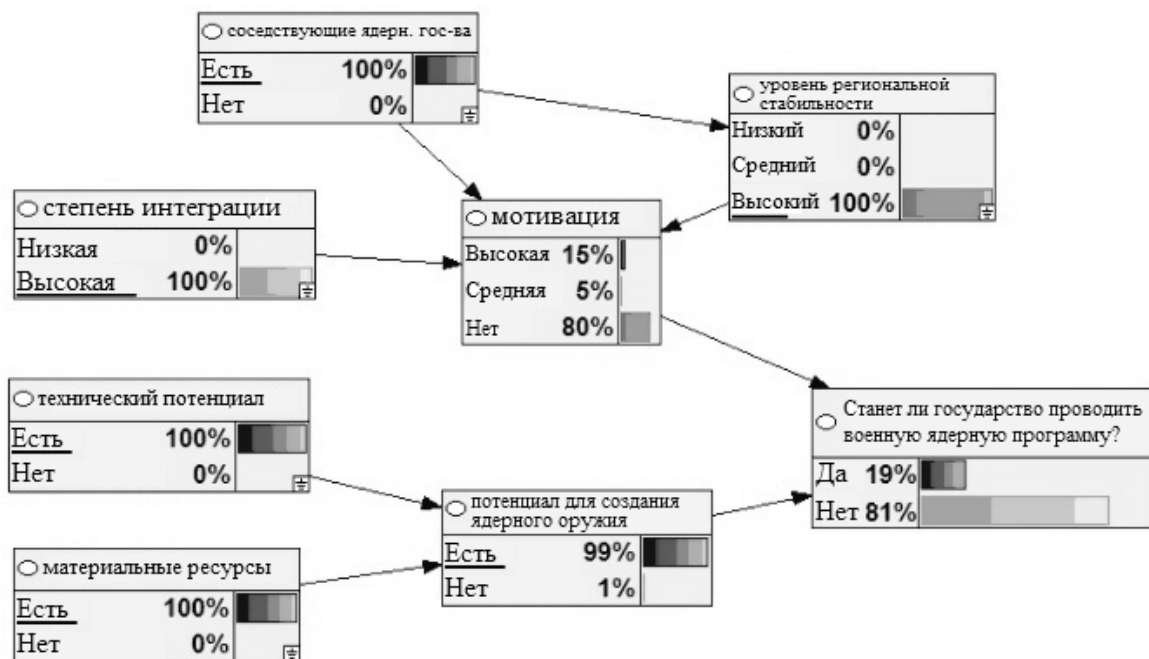 соседствующие ядерн. гос-ва
Есть 100%
Нет 0%
уровень региональной
стабильности
Низкий 0%
Средний 0%
Высокий 100%
степень интеграции
Низкая 0%
Высокая 100%
мотивация
Высокая 15%
Средняя 5%
Нет 80%
технический потенциал
Есть 100%
Нет 0%
Станет ли государство проводить
военную ядерную программу?
Да 19%
Нет 81%
потенциал для создания
ядерного оружия
Есть 99%
Нет 1%
материальные ресурсы
Есть 100%
Нет 0%